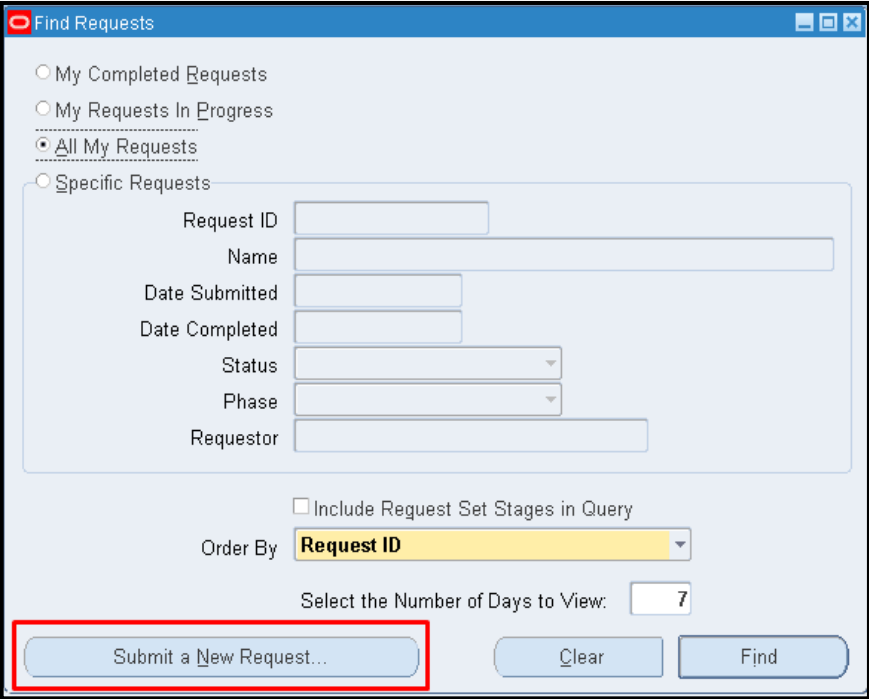 Find Requests
My Completed Requests
My Requests In Progress
All My Requests
Specific Requests
Request ID
Name
Date Submitted
Date Completed
Status
Phase
Requestor
Include Request Set Stages in Query
Order By Request ID
Select the Number of Days to View: 7
Submit a New Request... Clear Find